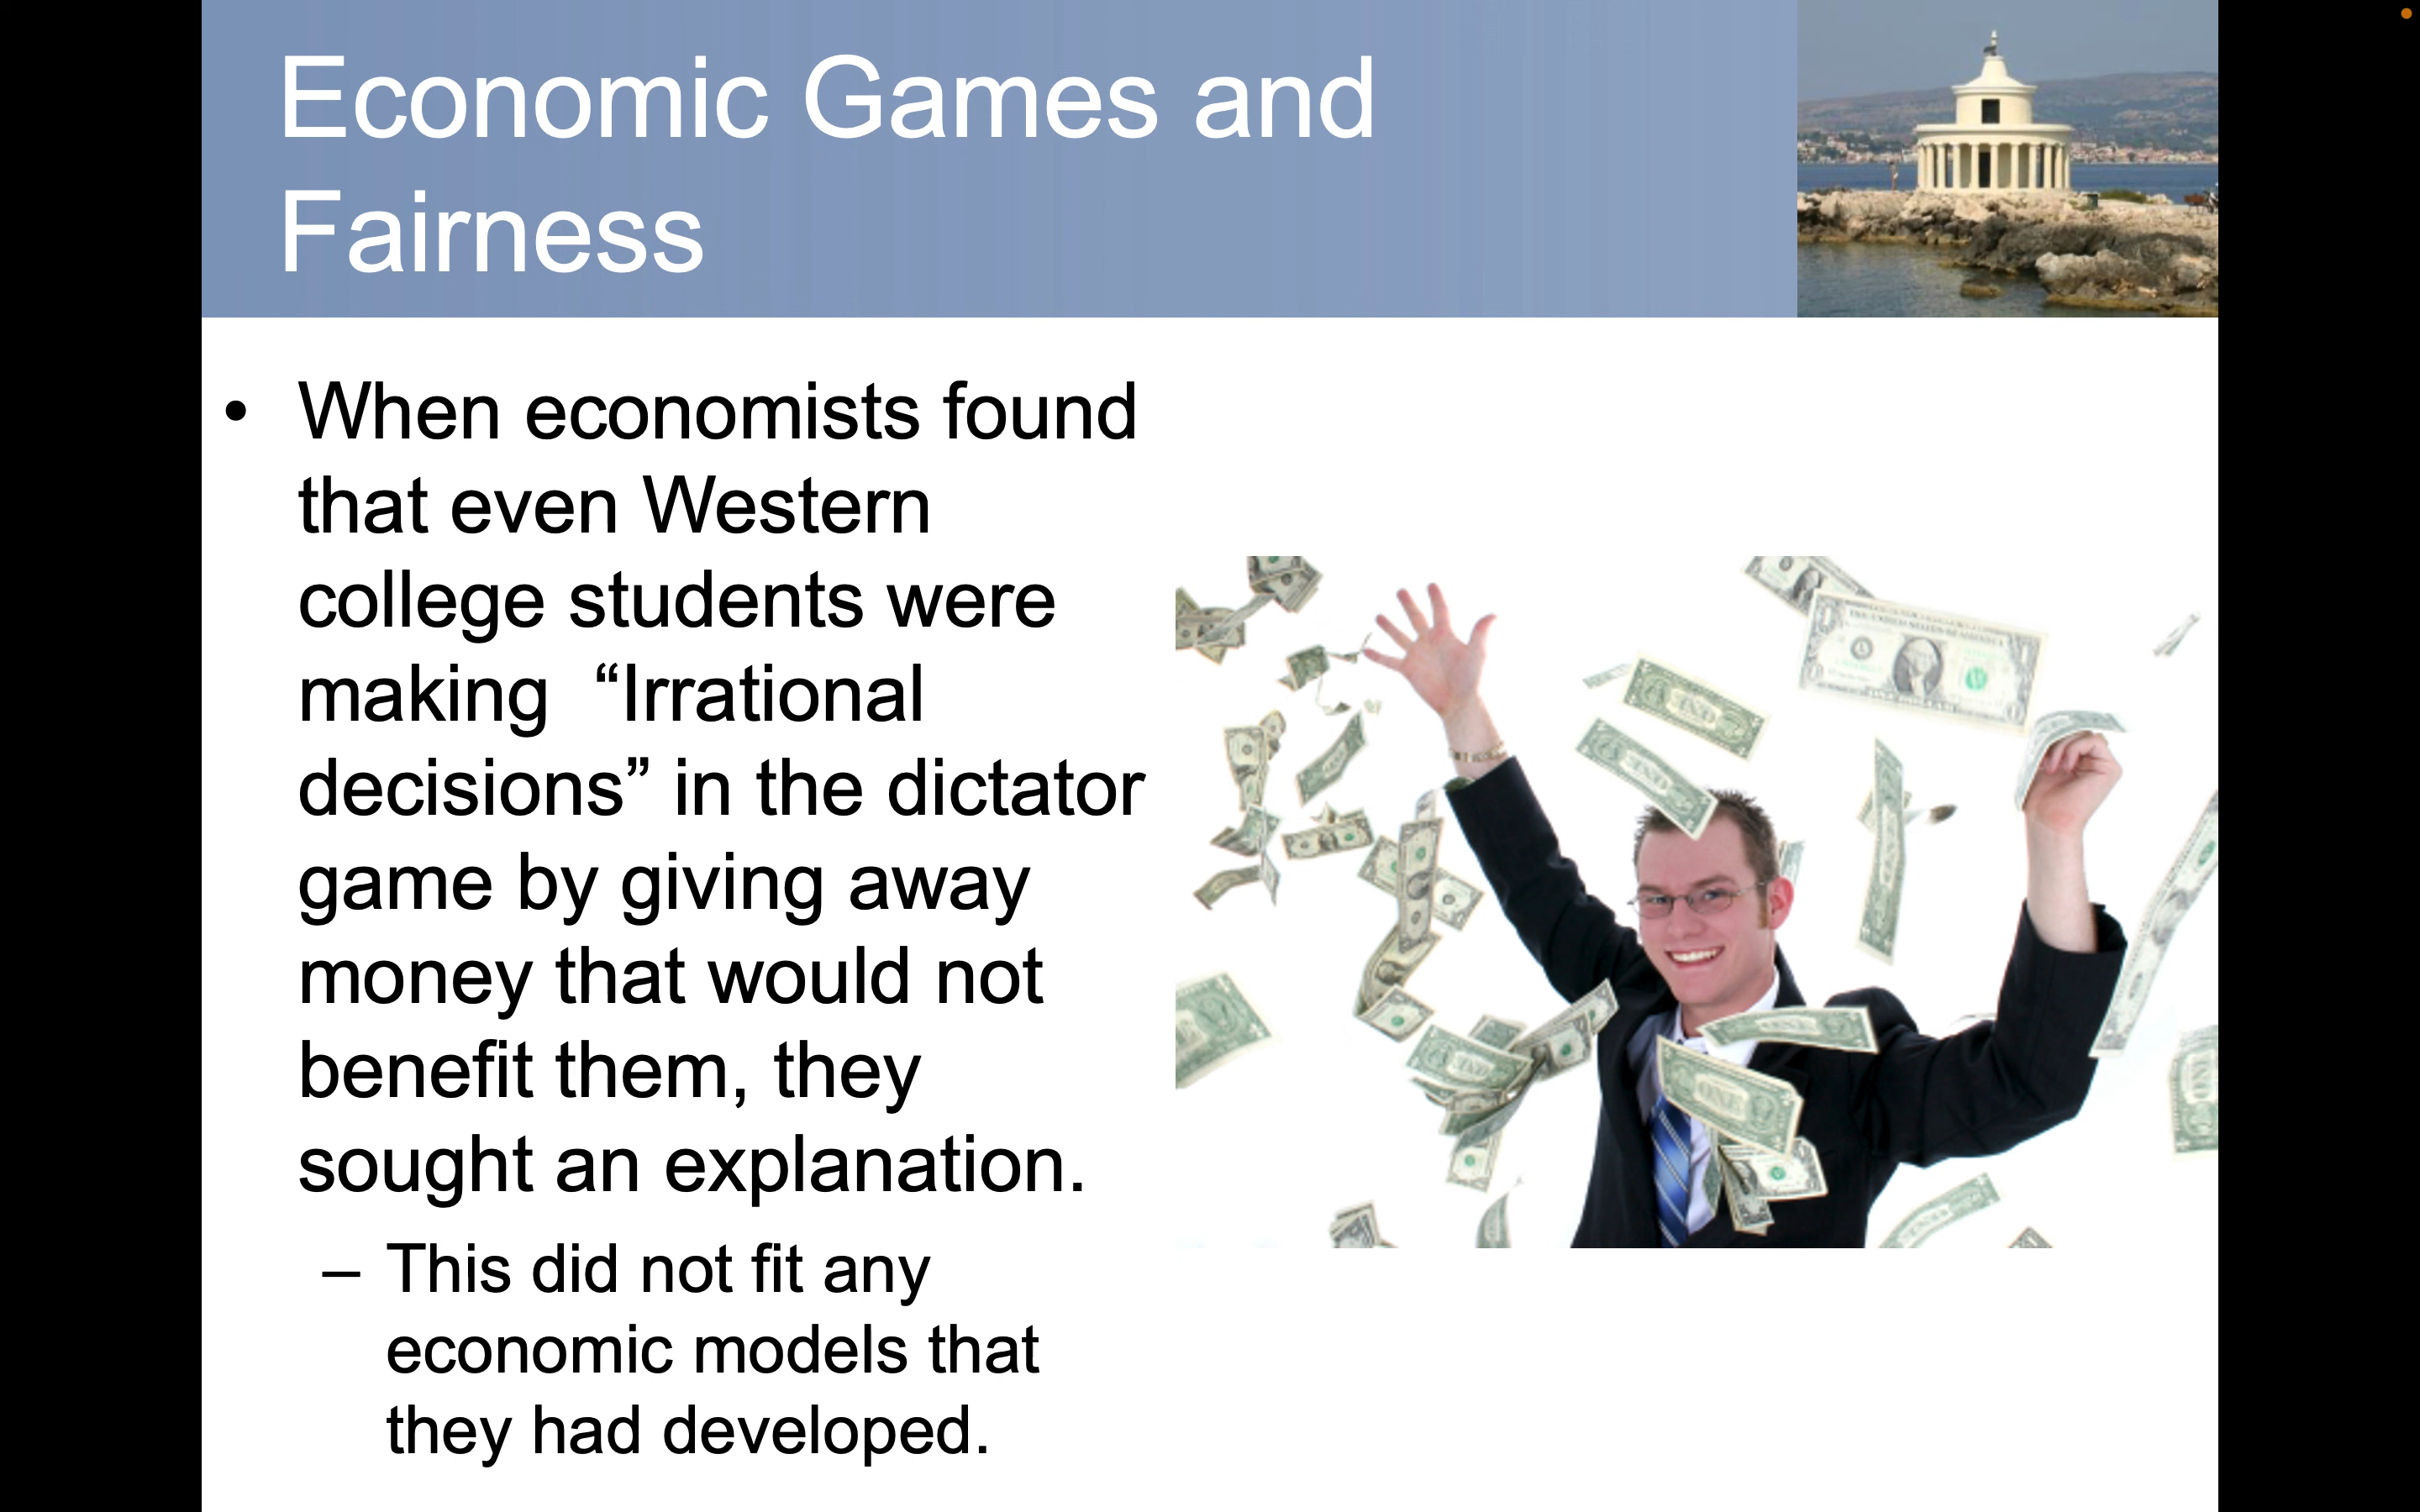 Economic Games and
Fairness
• When economists found
that even Western
college students were
making  “Irrational
decisions” in the dictator
game by giving away
money that would not
benefit them, they
sought an explanation.
– This did not fit any
economic models that
they had developed.